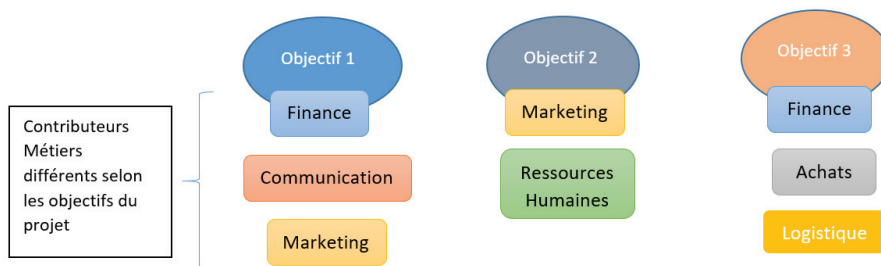 Objectif 1
Objectif 2
Objectif 3
Contributeurs
Métiers
différents selon
les objectifs du
projet
Finance
Communication
Marketing
Marketing
Ressources
Humaines
Finance
Achats
Logistique